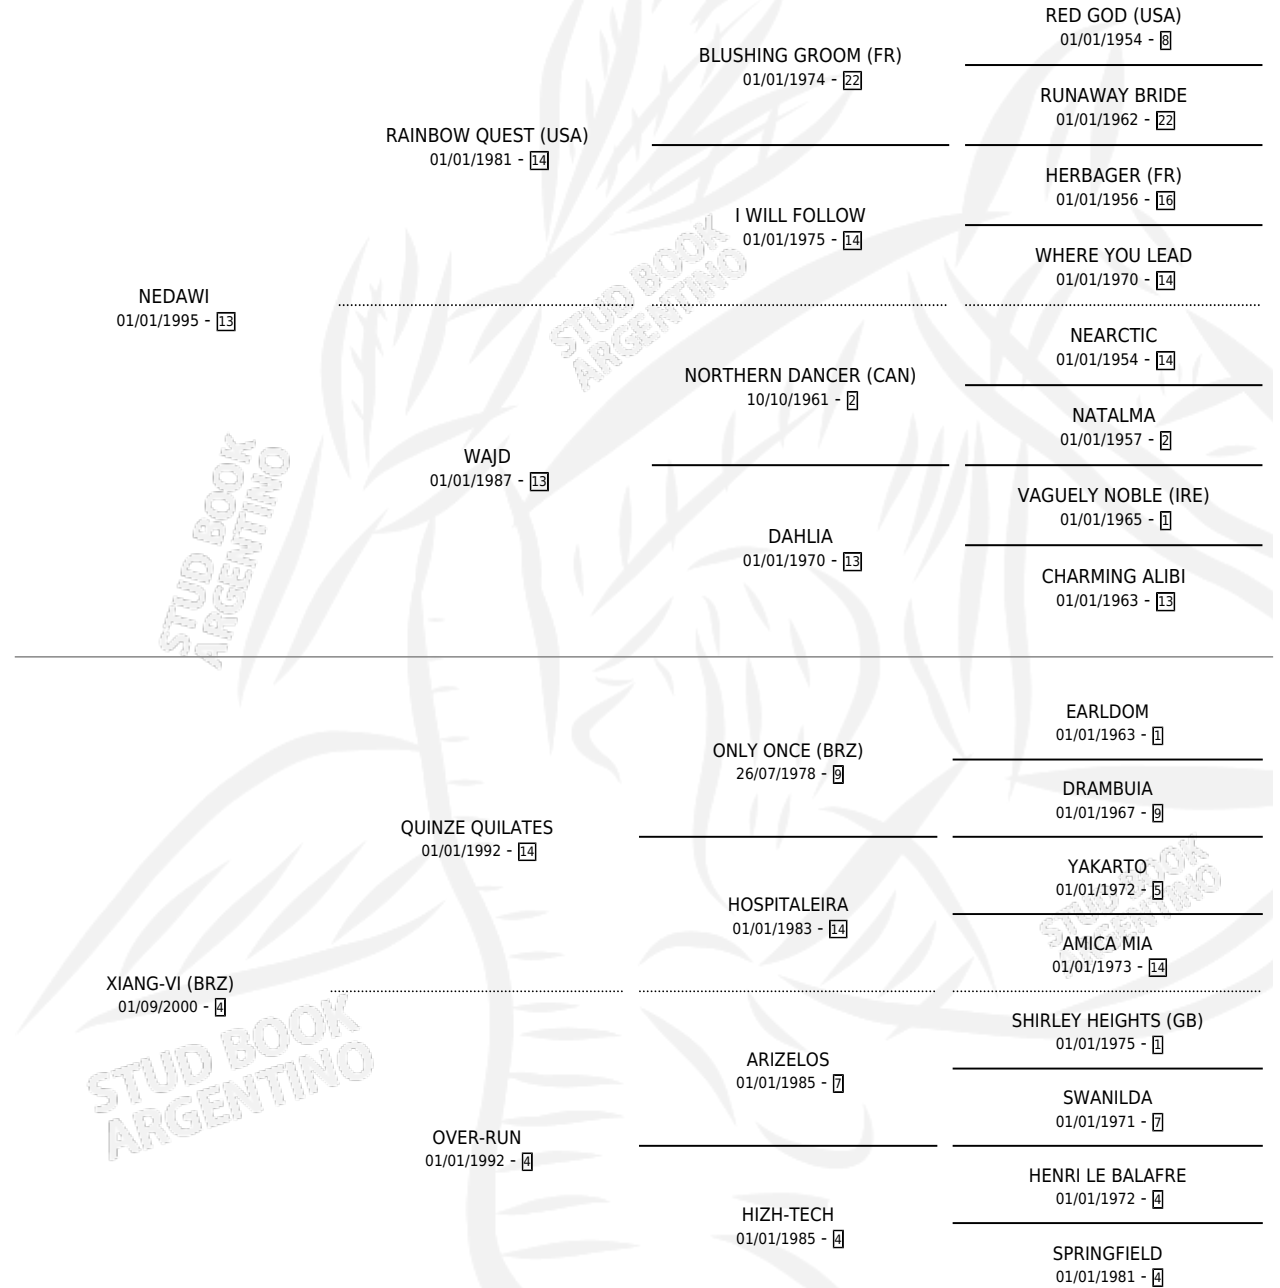 RED GOD (USA)
01/01/1954 - 8
BLUSHING GROOM (FR)
01/01/1974 - 22
RUNAWAY BRIDE
01/01/1962 - 22
RAINBOW QUEST (USA)
01/01/1981 - 14
HERBAGER (FR)
01/01/1956 - 16
I WILL FOLLOW
01/01/1975 - 14
WHERE YOU LEAD
01/01/1970 - 14
NEDAWI
01/01/1995 - 13
STUD BOOK
ARGENTINO
NEARCTIC
01/01/1954 - 14
NORTHERN DANCER (CAN)
10/10/1961 - 2
NATALMA
01/01/1957 - 2
WAJD
01/01/1987 - 13
VAGUELY NOBLE (IRE)
01/01/1965 - 1
DAHLIA
01/01/1970 - 13
CHARMING ALIBI
01/01/1963 - 13
STUD BOOK
ARGENTINO
EARLDOM
01/01/1963 - 1
ONLY ONCE (BRZ)
26/07/1978 - 9
DRAMBUIA
01/01/1967 - 9
QUINZE QUILATES
01/01/1992 - 14
YAKARTO
01/01/1972 - 5
HOSPITALEIRA
01/01/1983 - 14
AMICA MIA
01/01/1973 - 14
STUD BOOK
ARGENTINO
XIANG-VI (BRZ)
01/09/2000 - 4
STUD BOOK
ARGENTINO
SHIRLEY HEIGHTS (GB)
01/01/1975 - 1
ARIZELOS
01/01/1985 - 7
SWANILDA
01/01/1971 - 7
OVER-RUN
01/01/1992 - 4
HENRI LE BALAFRE
01/01/1972 - 4
HIZH-TECH
01/01/1985 - 4
SPRINGFIELD
01/01/1981 - 4